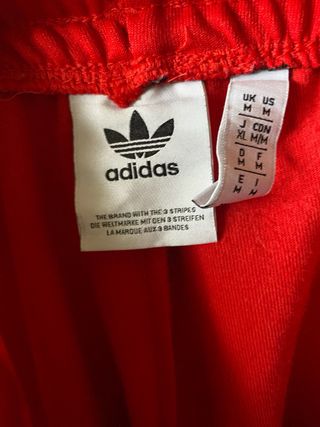 adidas
THE BRAND WITH THE 3 STRIPES
DIE WELTMARKE MIT DEN 3 STREIFEN
LA MARQUE AUX 3 BANDES
UK US
M M
J CDN
XL M/M
D F
M M
E I
M M